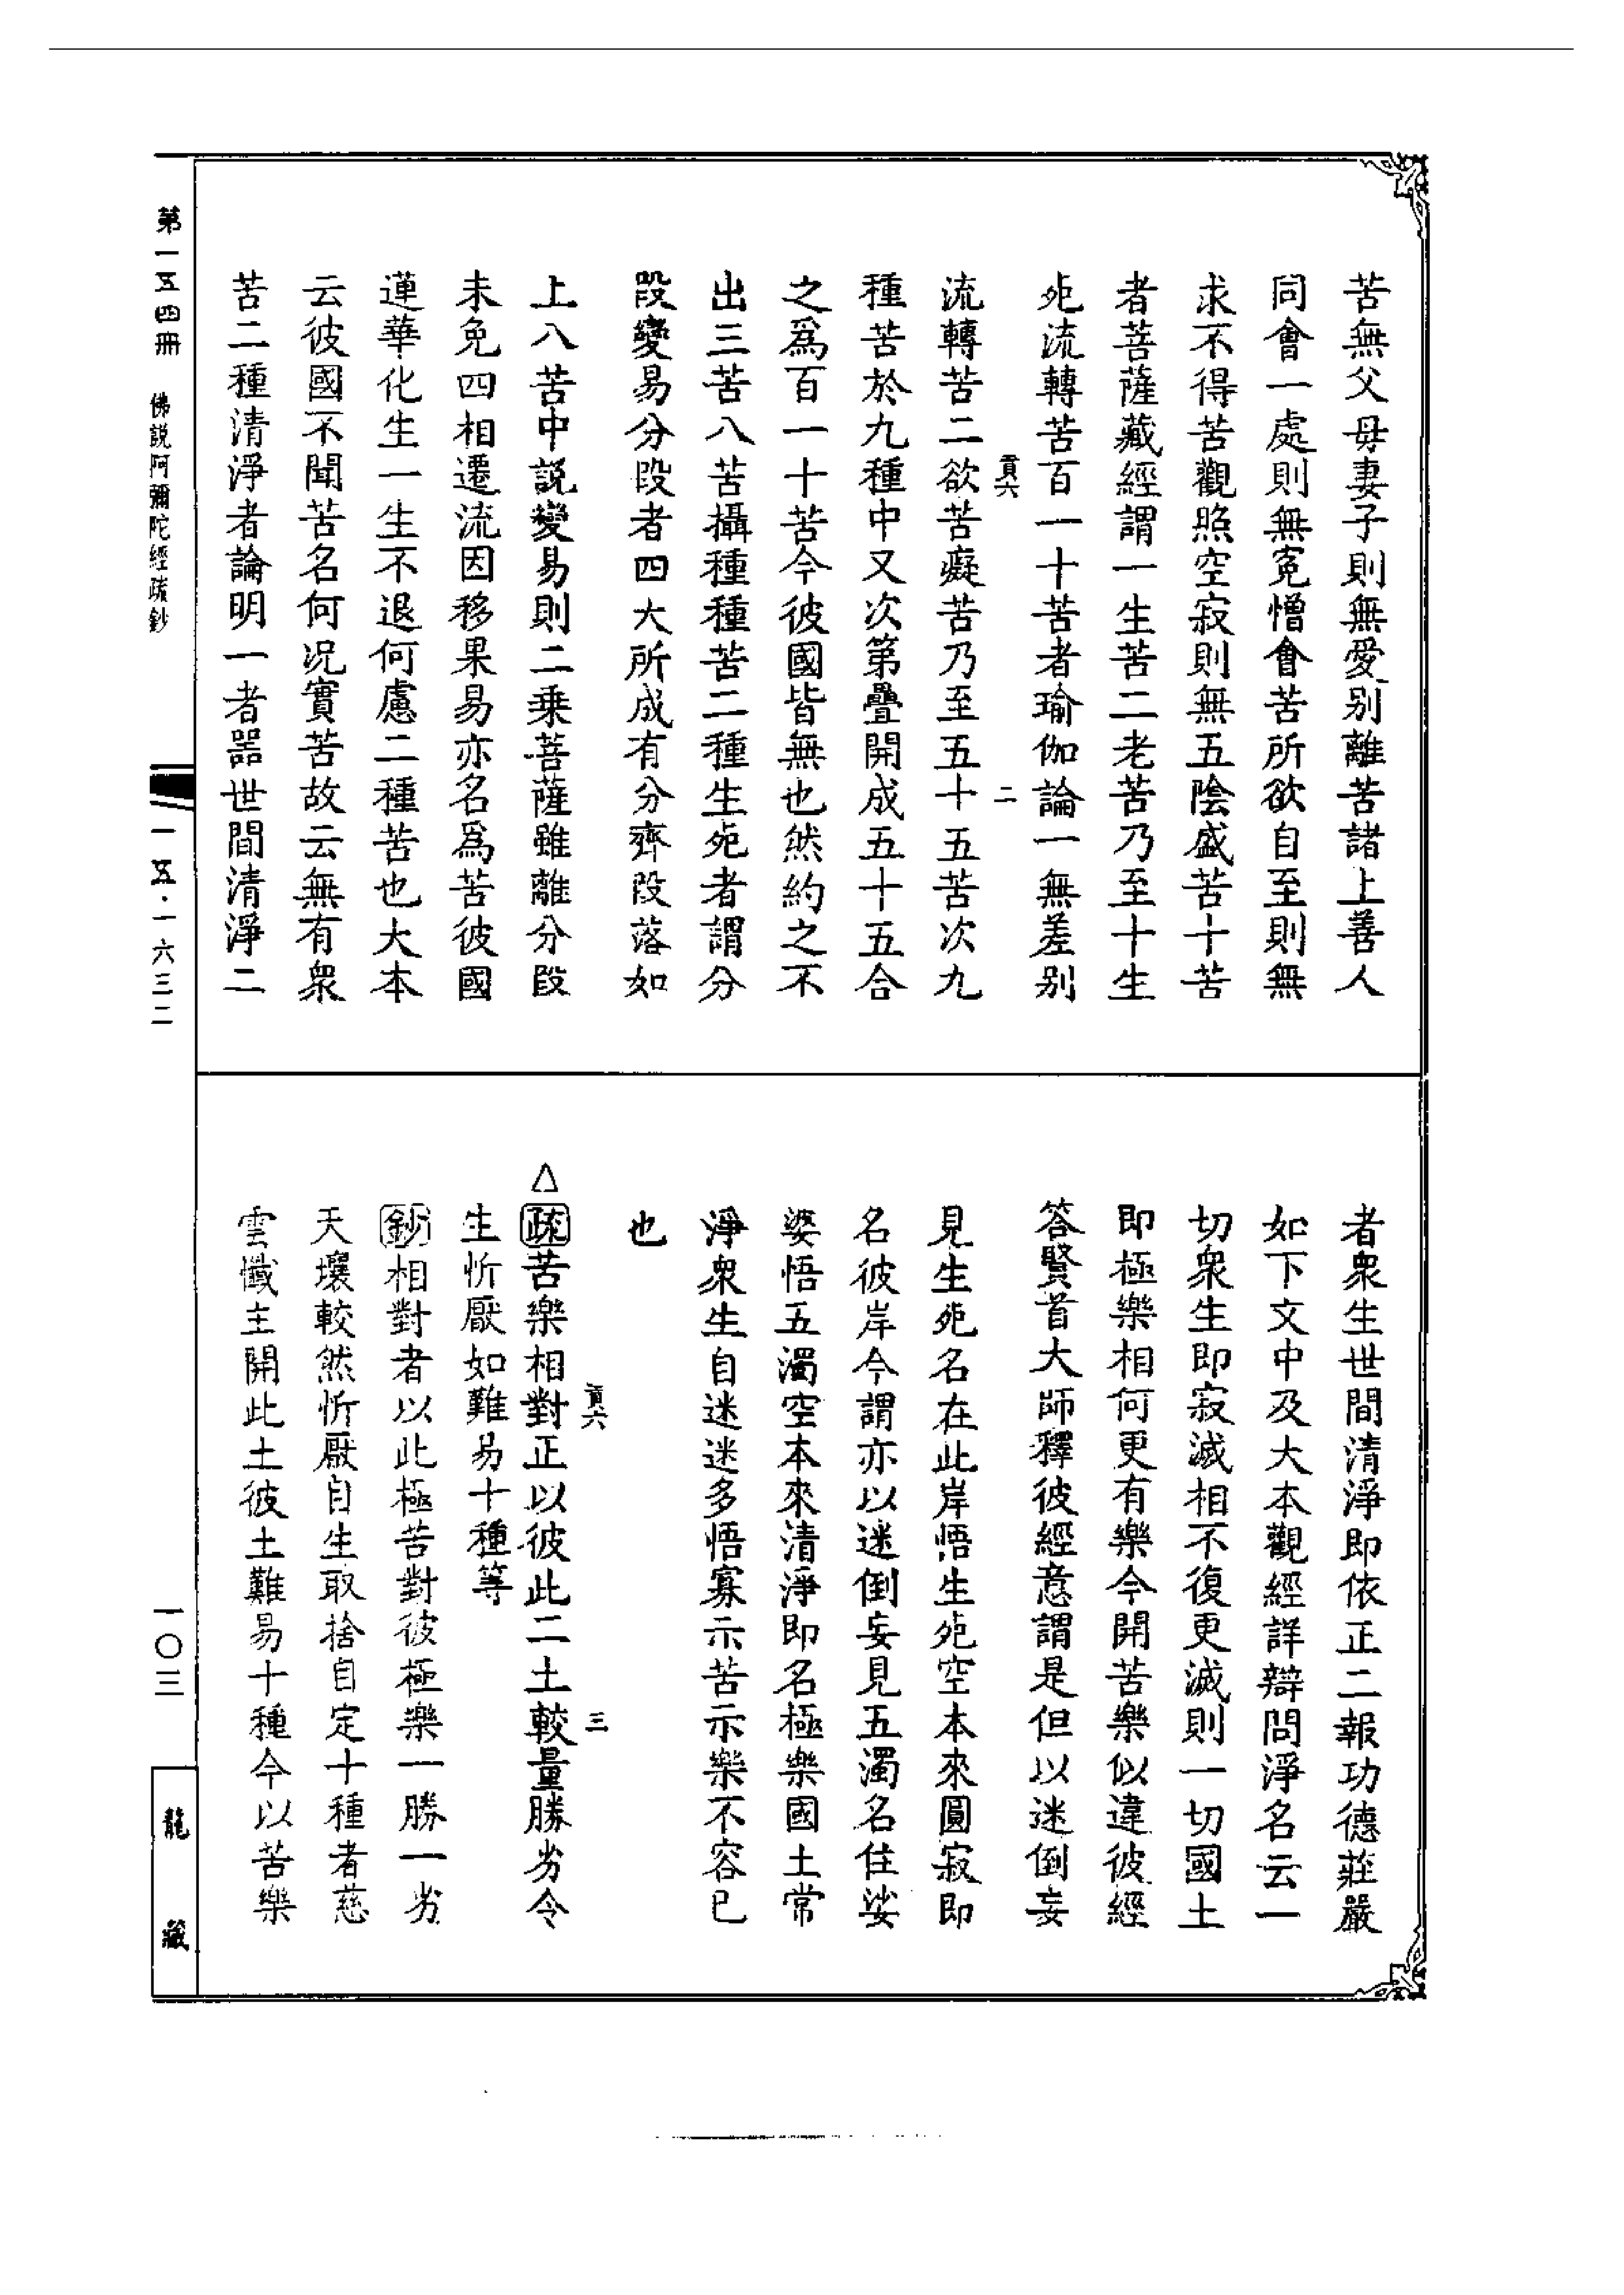 苦無父母妻子則無愛别離苦諸上善人
同會一處則無寃憎會苦所欲自至則無
求不得苦觀照空寂則無五陰盛苦十苦
者菩薩藏經謂一生苦二老苦乃至十生
死流轉苦百一十苦者瑜伽論一無差别
貢六
二
流轉苦二欲苦癡苦乃至五十五苦次九
種苦於九種中又次第疊開成五十五合
之爲百一十苦今彼國皆無也然約之不
出三苦八苦攝種種苦二種生死者謂分
段變易分段者四大所成有分齊段落如
上八苦中説變易則二乗菩薩雖離分段
未免四相遷流因移果易亦名爲苦彼國
蓮華化生一生不退何慮二種苦也大本
云彼國不聞苦名何况實苦故云無有衆
苦二種清淨者論明一者噐世間清淨二
者衆生世間清淨即依正二報功德莊嚴
如下文中及大本觀經詳辯問淨名云一
切衆生即寂滅相不復更滅則一切國土
即極樂相何更有樂今開苦樂似違彼經
答賢首大師釋彼經意謂是但以迷倒妄
見生死名在此岸悟生死空本來圓寂即
名彼岸今謂亦以迷倒妄見五濁名住娑
婆悟五濁空本來清淨即名極樂國土常
淨衆生自迷迷多悟寡示苦示樂不容已
也
貢六
三
△疏苦樂相對正以彼此二土較量勝劣令
生忻厭如難易十種等
鈔相對者以此極苦對彼極樂一勝一劣
天壤較然忻厭自生取捨自定十種者慈
雲懺主開此土彼土難易十種今以苦樂
第一五四冊
佛説阿彌陀經疏鈔
一五·一六三二
一〇三
龍藏